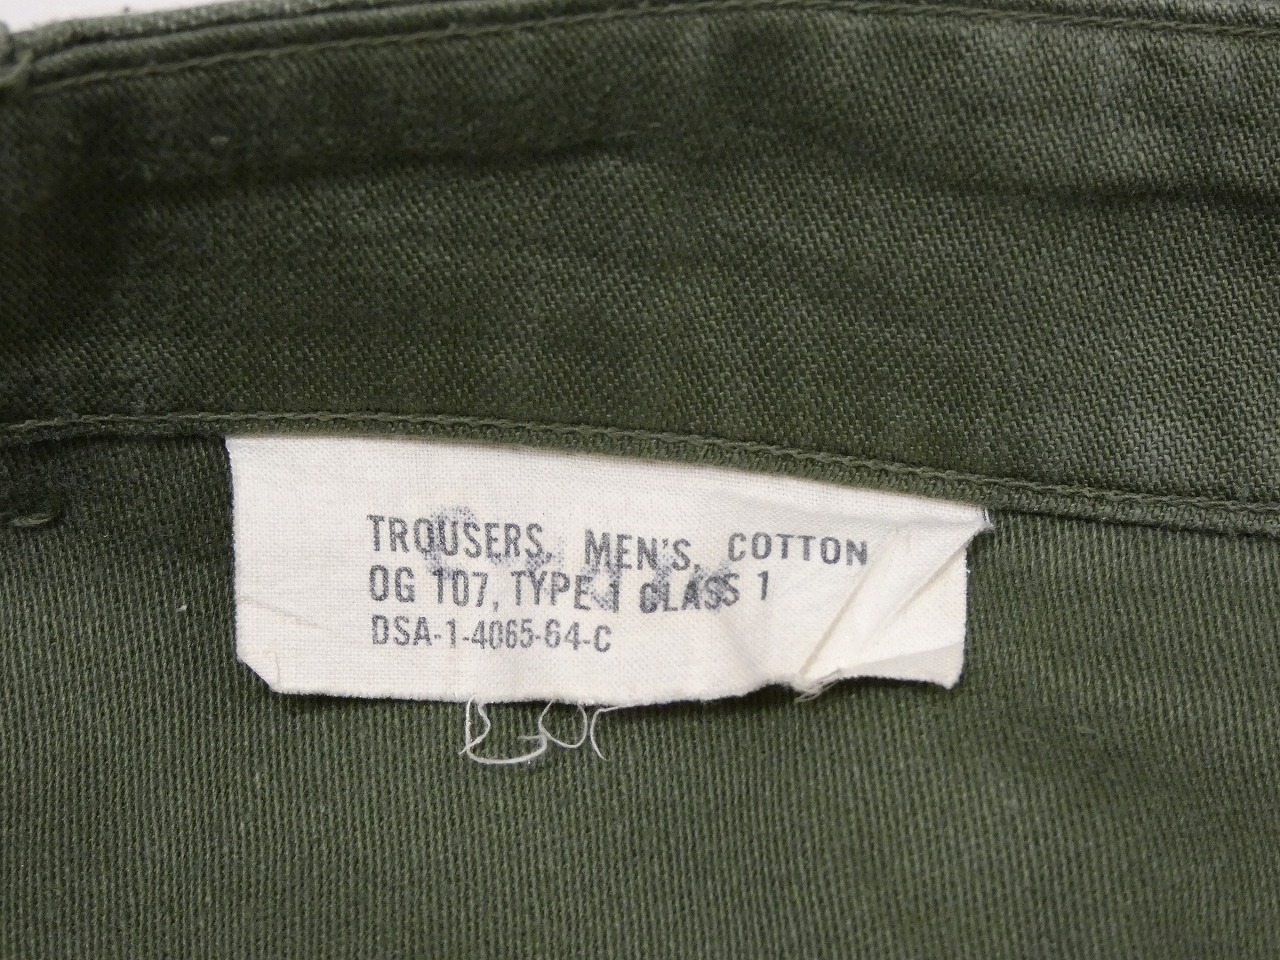 TROUSERS, MEN'S, COTTON
OG 107, TYPE 1 CLASS 1
DSA-1-4065-64-C